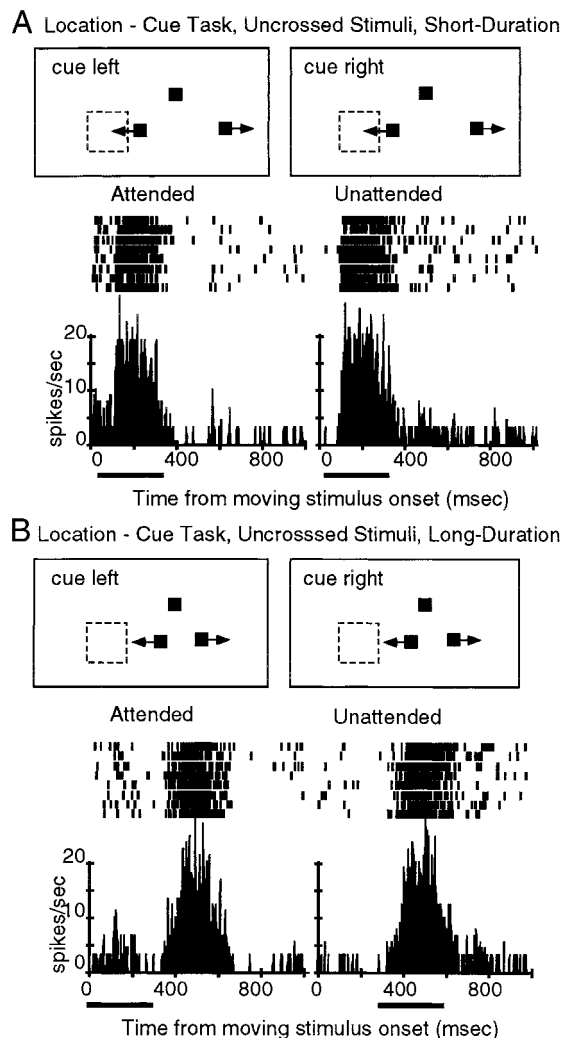 A Location - Cue Task, Uncrossed Stimuli, Short-Duration
cue left
cue right
Attended
Unattended
20
10
0
spikes/sec
0 400 800
0 400 800
Time from moving stimulus onset (msec)
B Location - Cue Task, Uncrosssed Stimuli, Long-Duration
cue left
cue right
Attended
Unattended
20
10
0
spikes/sec
0 400 800
0 400 800
Time from moving stimulus onset (msec)